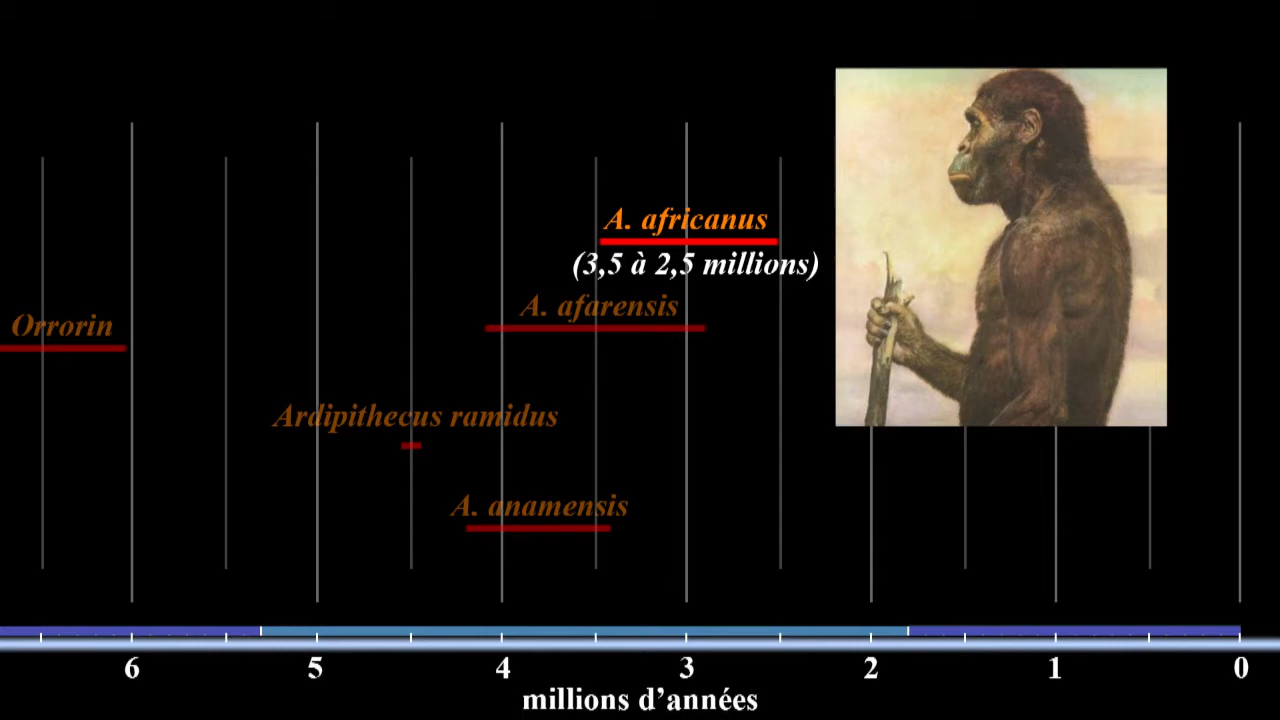 A. africanus
(3,5 à 2,5 millions)
A. afarensis
Orrorin
Ardipithecus ramidus
A. anamensis
6 5 4 3 2 1 0
millions d’années